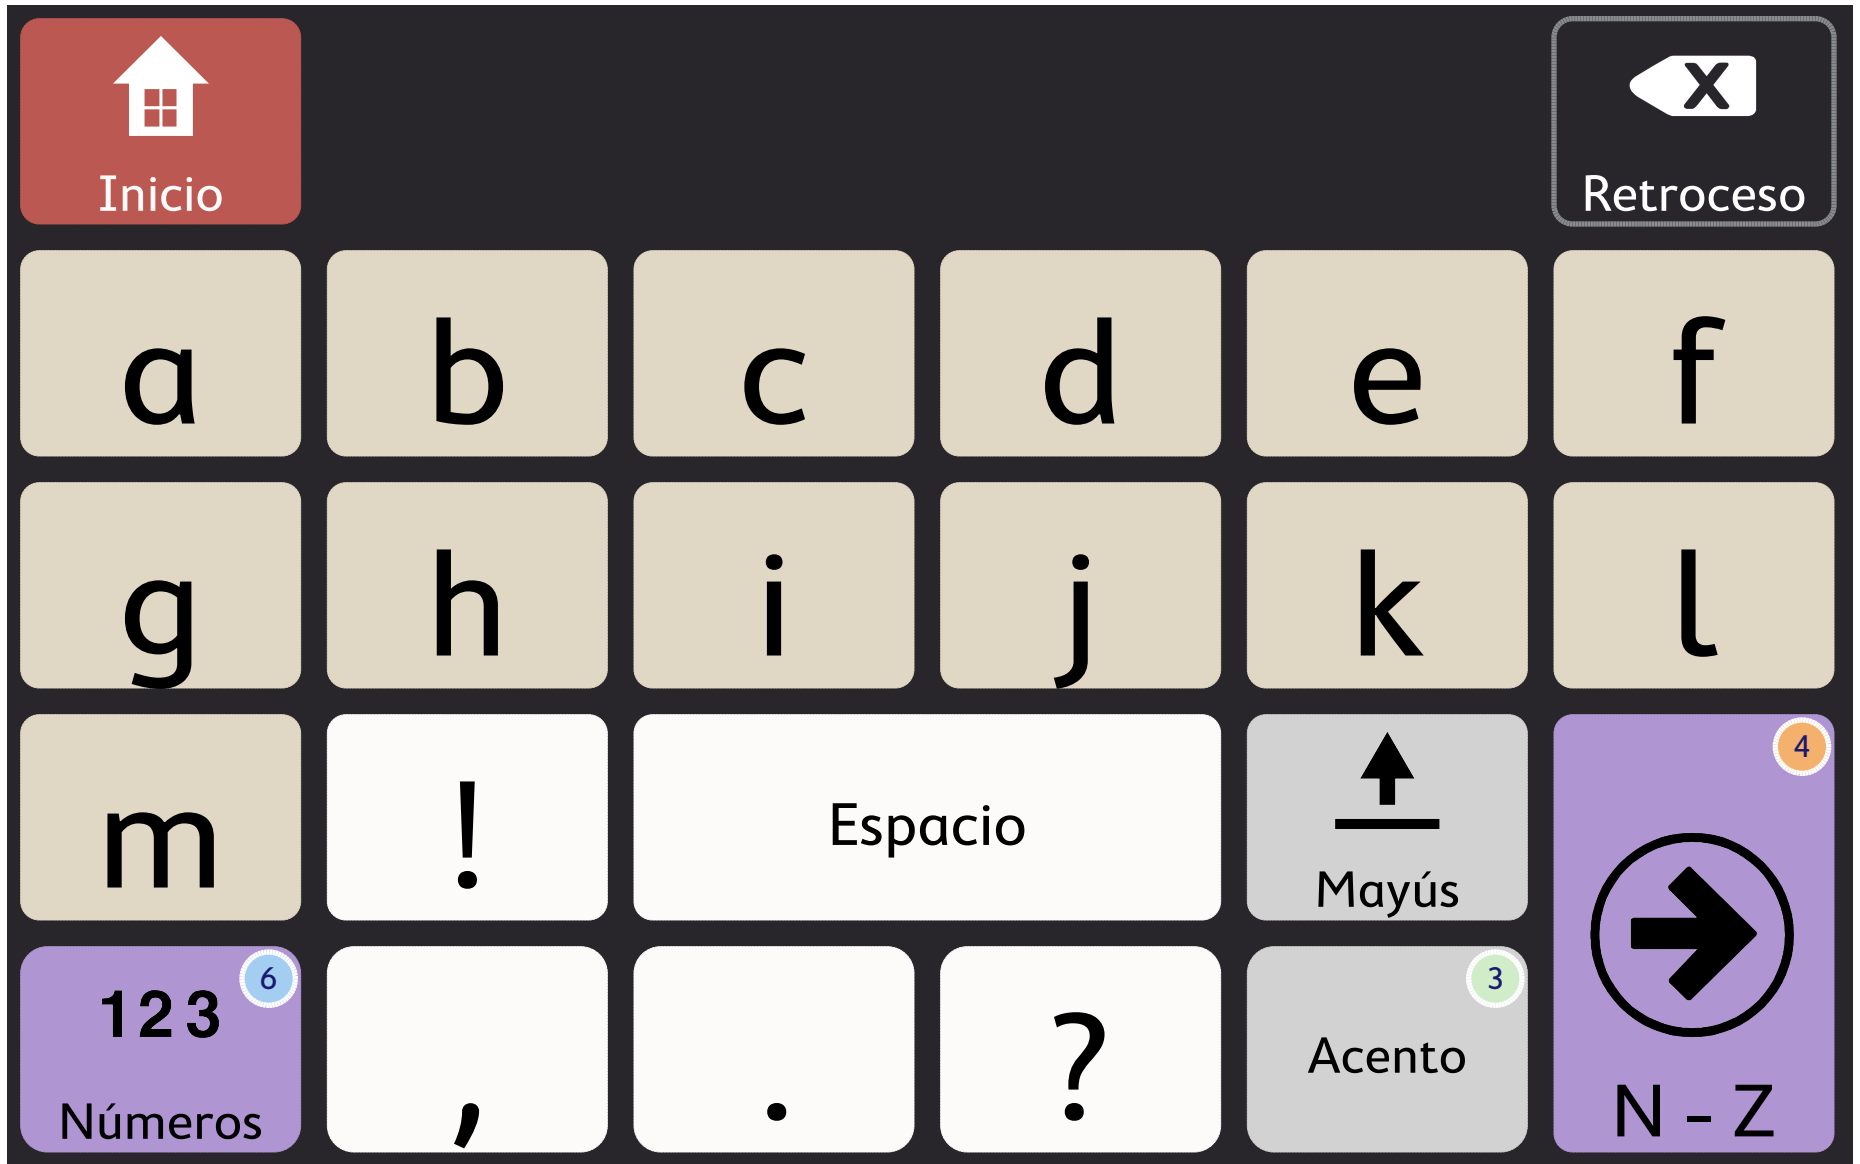 Inicio
X
Retroceso
a b c d e f
g h i j k l
m ! Espacio Mayús 4
123 6
Números , . ? Acento 3
N - Z